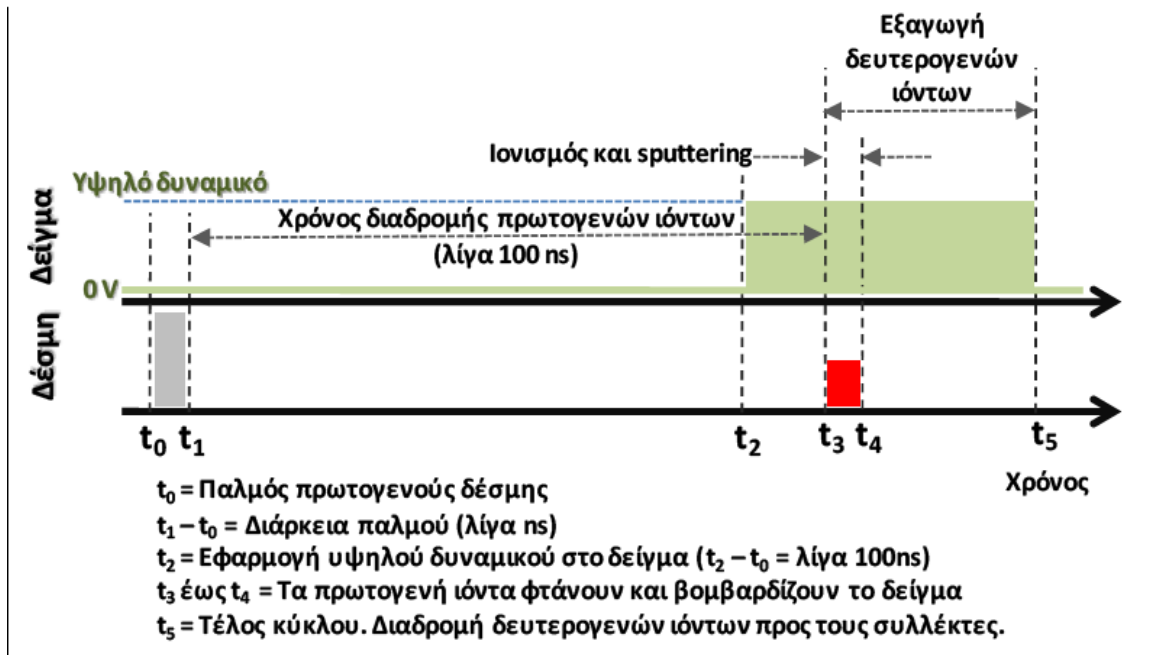 Εξαγωγή
δευτερογενών
ιόντων
Ιονισμός και sputtering
Υψηλό δυναμικό
Χρόνος διαδρομής πρωτογενών ιόντων
(λίγα 100 ns)
Δείγμα
0 V
Δέσμη
t₀ t₁ t₂ t₃ t₄ t₅
Χρόνος
t₀ = Παλμός πρωτογενούς δέσμης
t₁ – t₀ = Διάρκεια παλμού (λίγα ns)
t₂ = Εφαρμογή υψηλού δυναμικού στο δείγμα (t₂ – t₀ = λίγα 100ns)
t₃ έως t₄ = Τα πρωτογενή ιόντα φτάνουν και βομβαρδίζουν το δείγμα
t₅ = Τέλος κύκλου. Διαδρομή δευτερογενών ιόντων προς τους συλλέκτες.